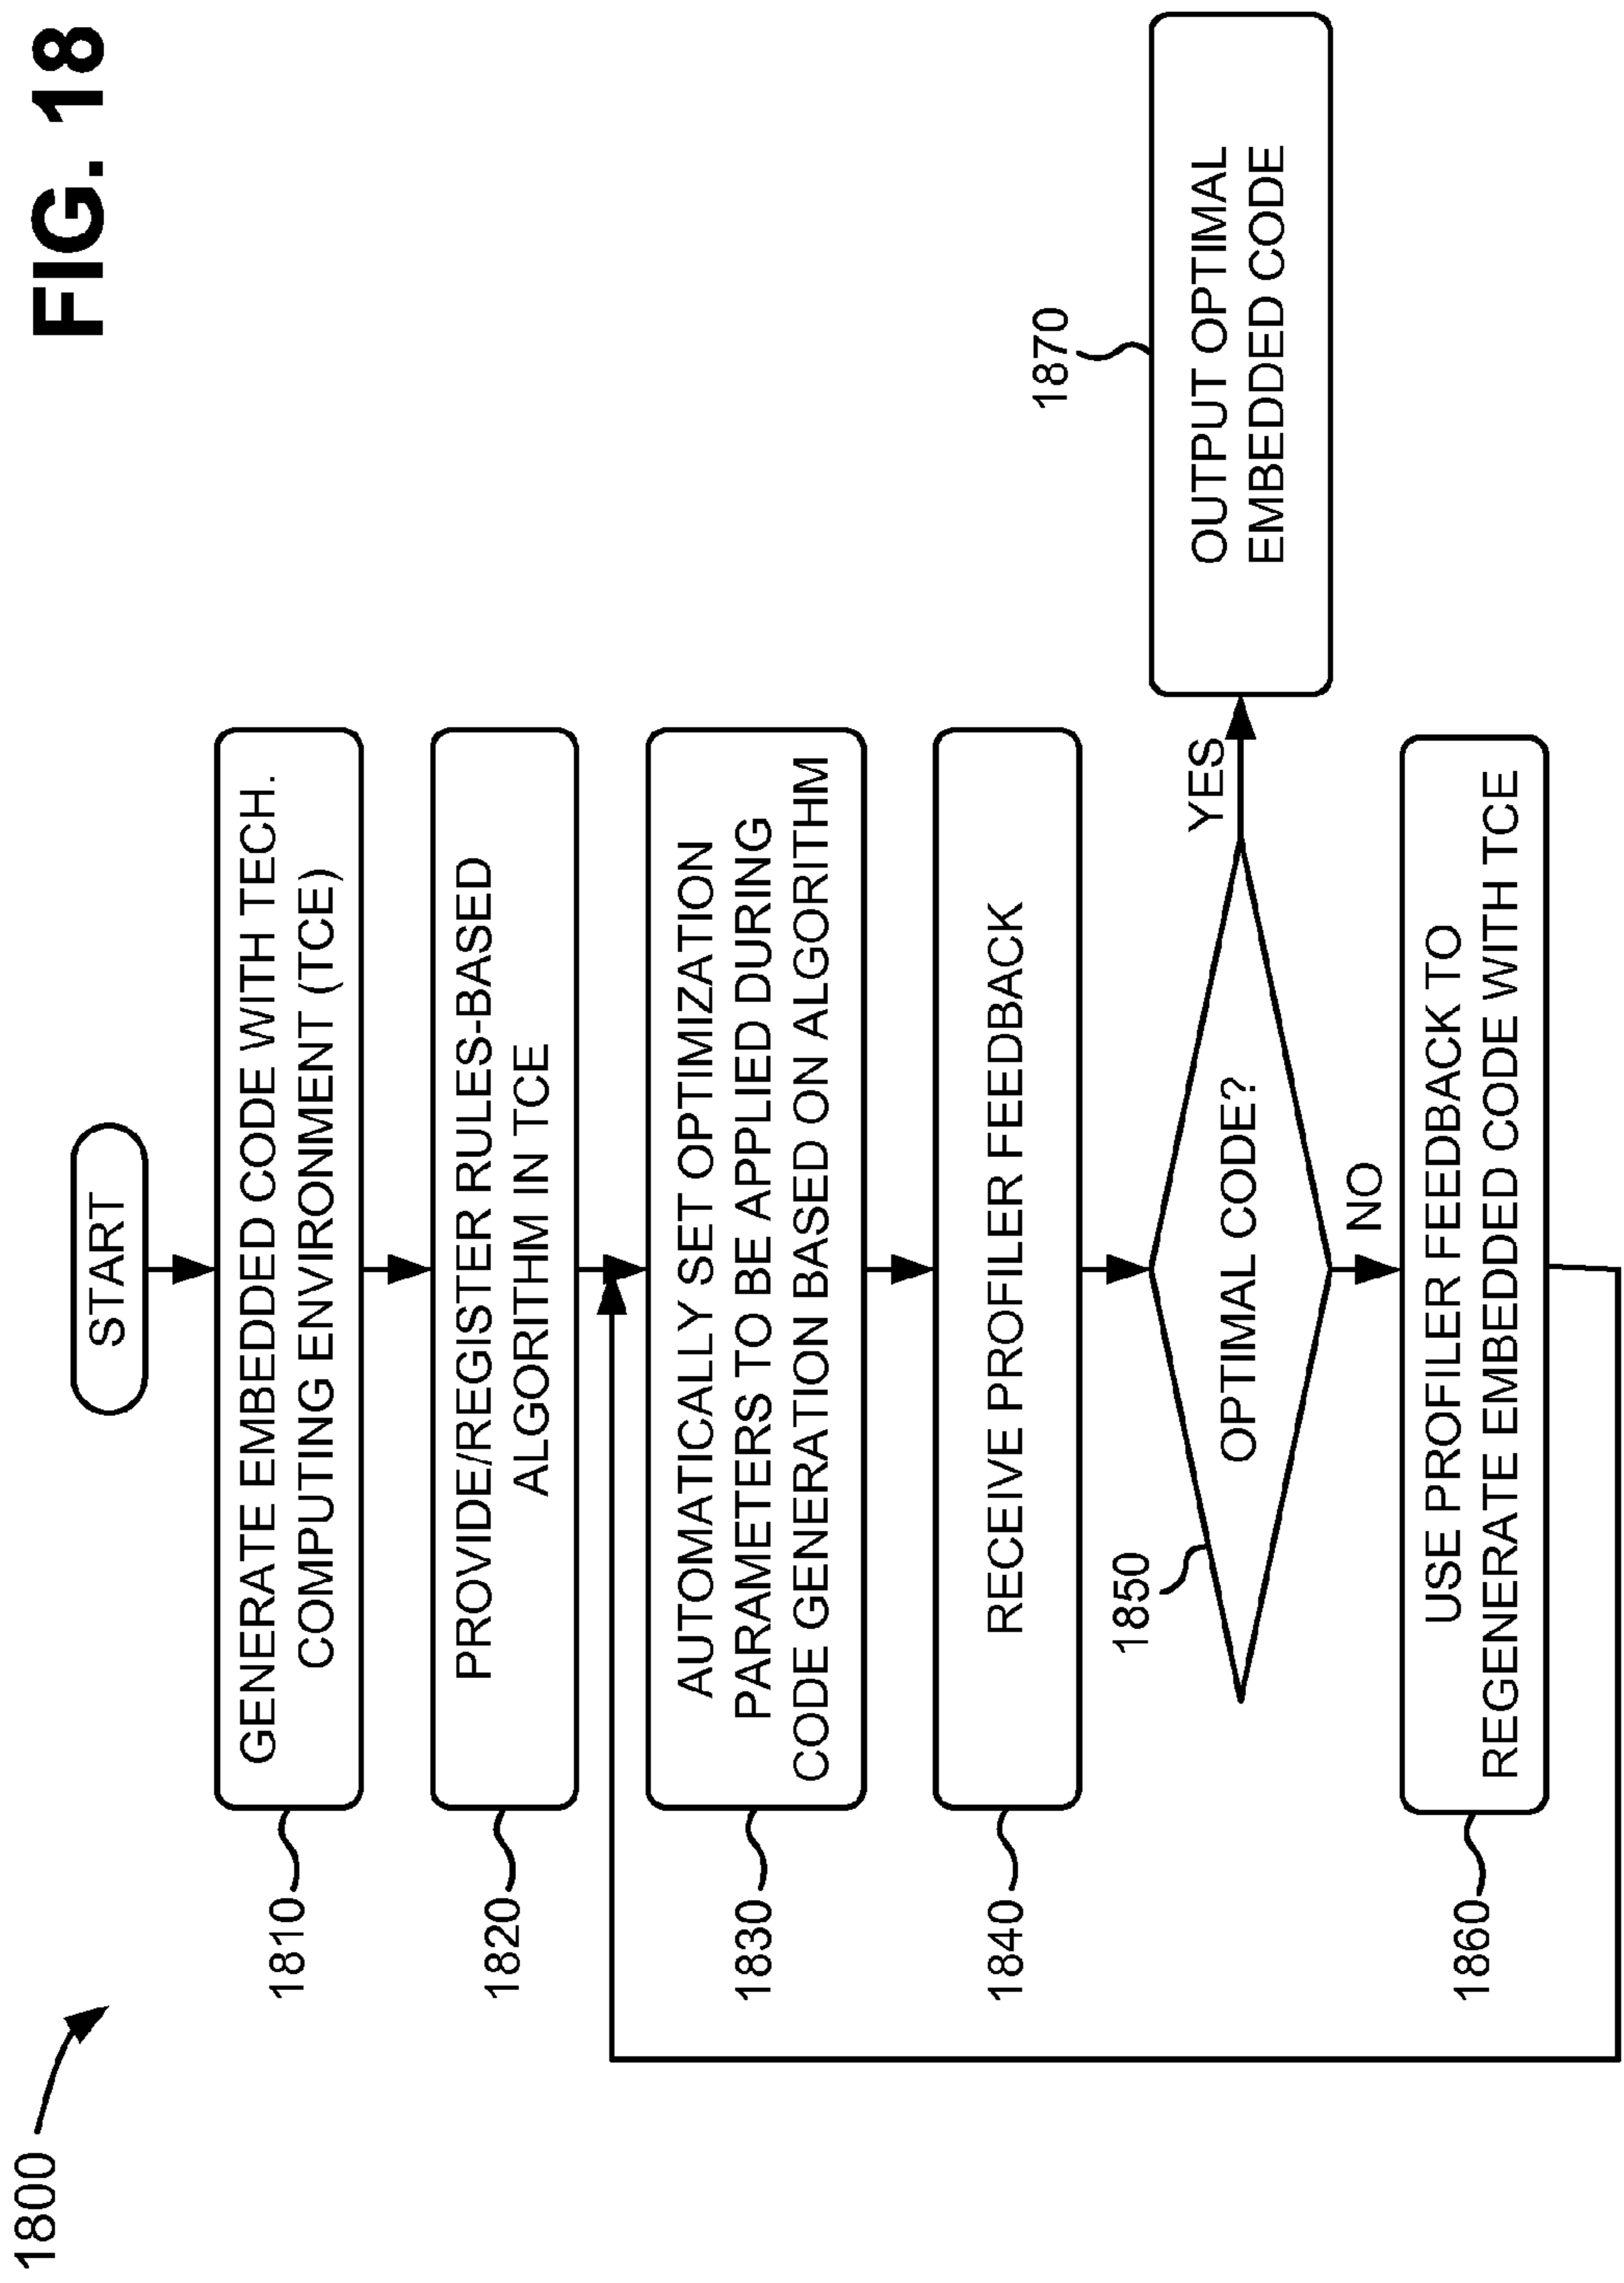 FIG. 18
1800
START
1810
GENERATE EMBEDDED CODE WITH TECH.
COMPUTING ENVIRONMENT (TCE)
1820
PROVIDE/REGISTER RULES-BASED
ALGORITHM IN TCE
1830
AUTOMATICALLY SET OPTIMIZATION
PARAMETERS TO BE APPLIED DURING
CODE GENERATION BASED ON ALGORITHM
1840
RECEIVE PROFILER FEEDBACK
1850
OPTIMAL CODE?
YES
1870
OUTPUT OPTIMAL
EMBEDDED CODE
NO
1860
USE PROFILER FEEDBACK TO
REGENERATE EMBEDDED CODE WITH TCE